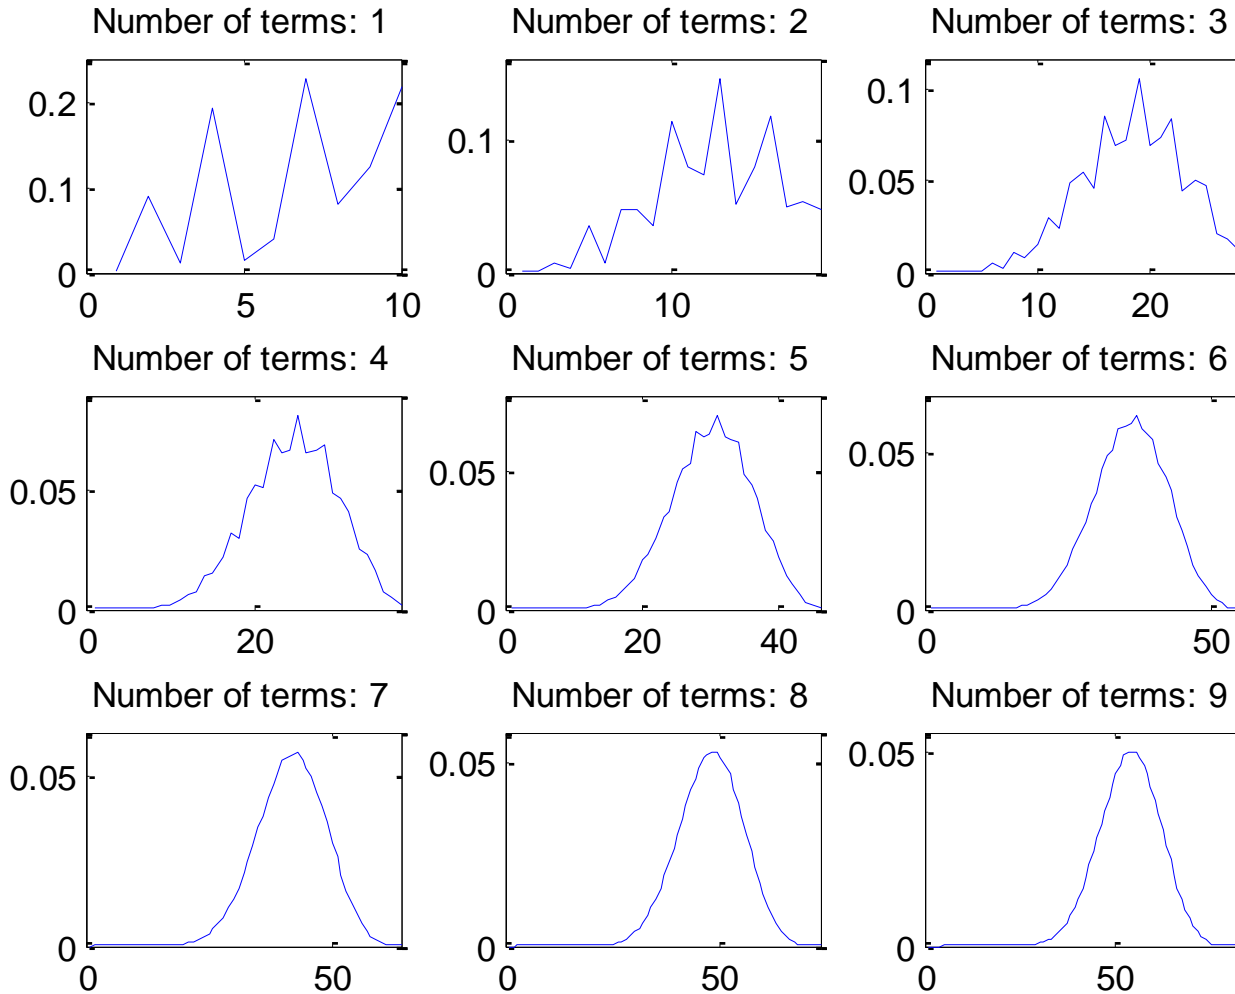 Number of terms: 1
0.2
0.1
0
0 5 10
Number of terms: 2
0.1
0
10
Number of terms: 3
0.1
0.05
0
10 20
Number of terms: 4
0.05
0
0 20
Number of terms: 5
0.05
0
0 20 40
Number of terms: 6
0.05
0
0 50
Number of terms: 7
0.05
0
0 50
Number of terms: 8
0.05
0
0 50
Number of terms: 9
0.05
0
0 50